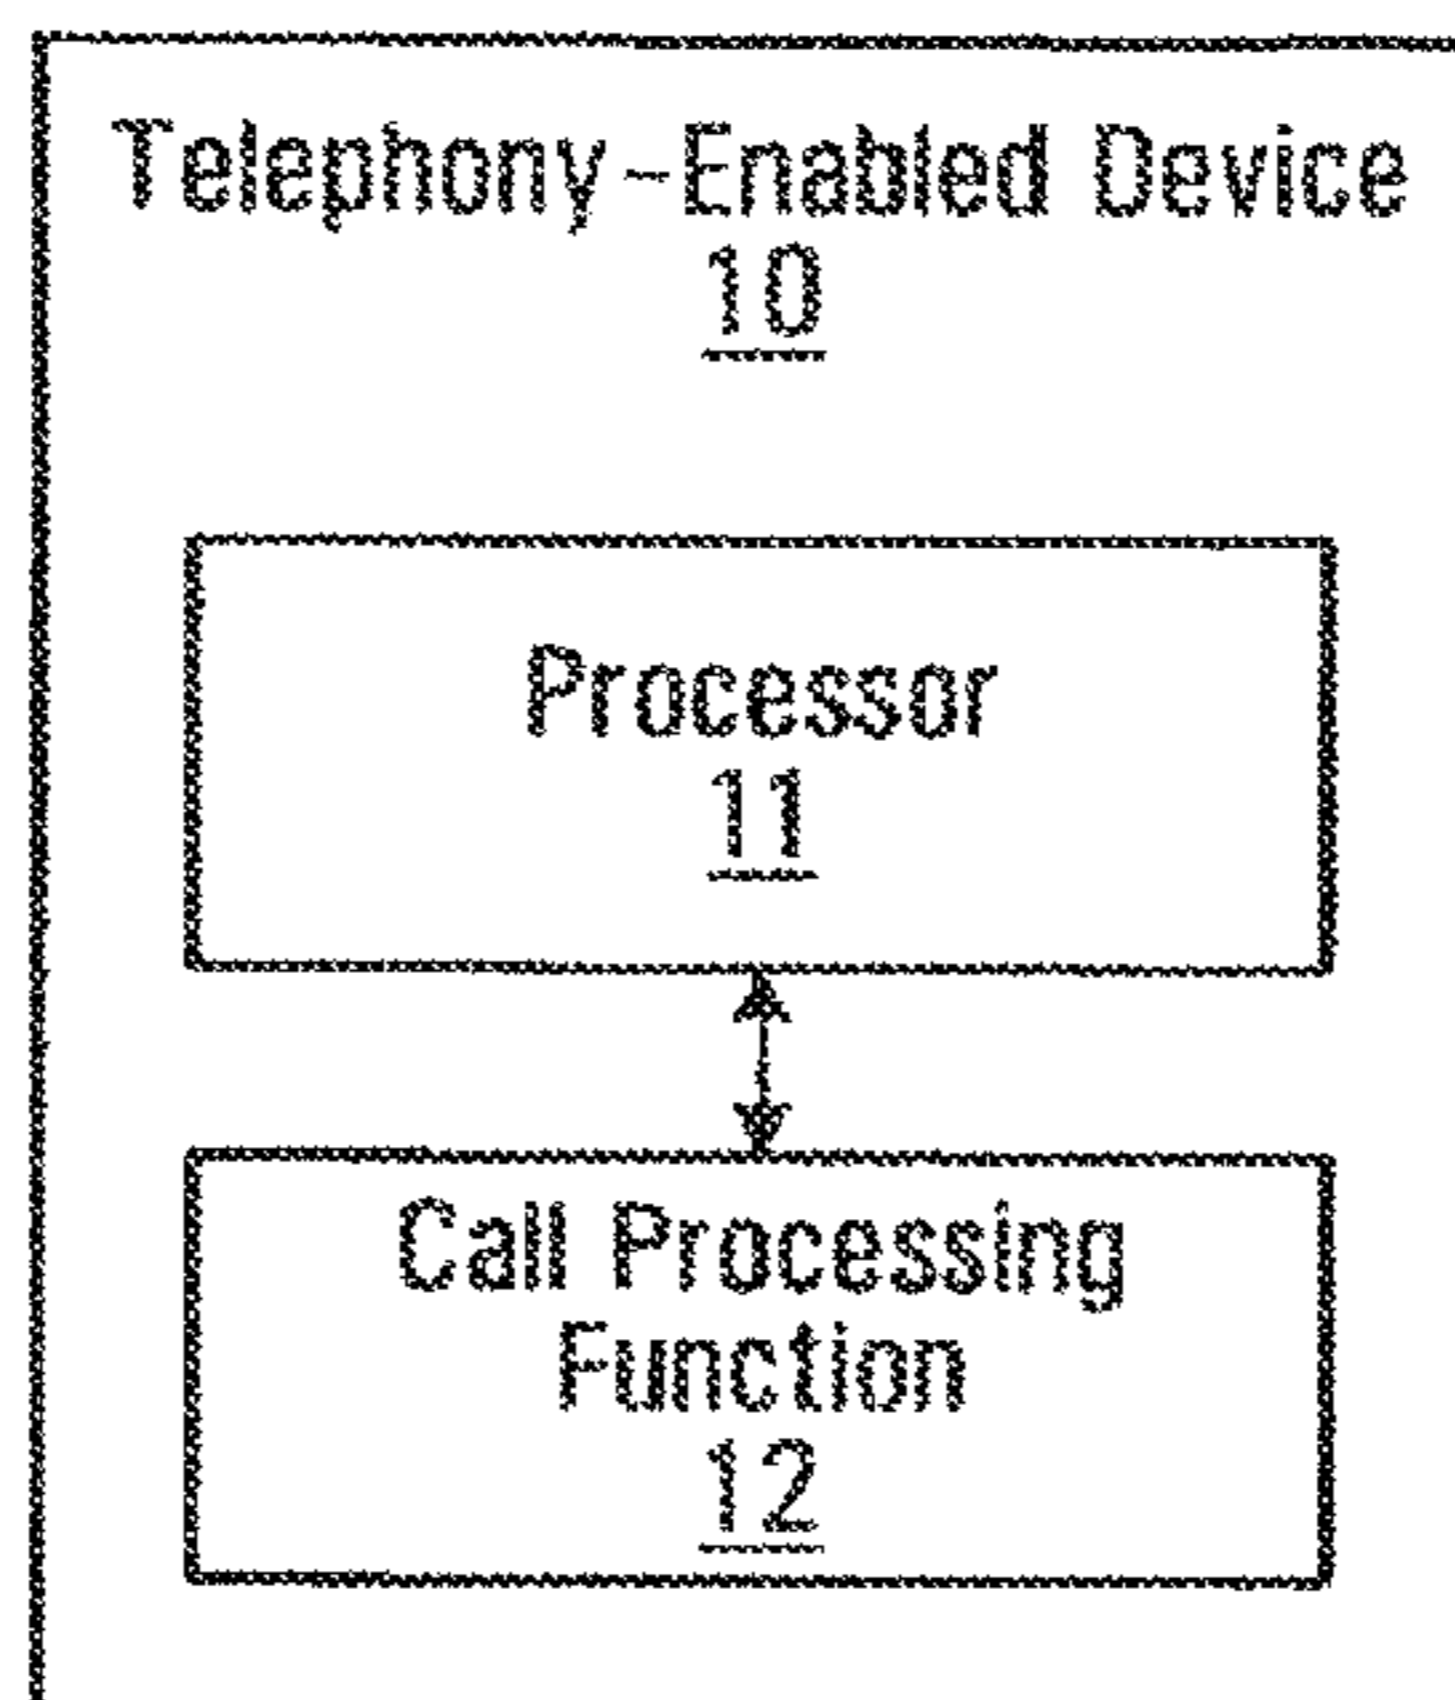 Telephony-Enabled Device
10
Processor
11
Call Processing
Function
12